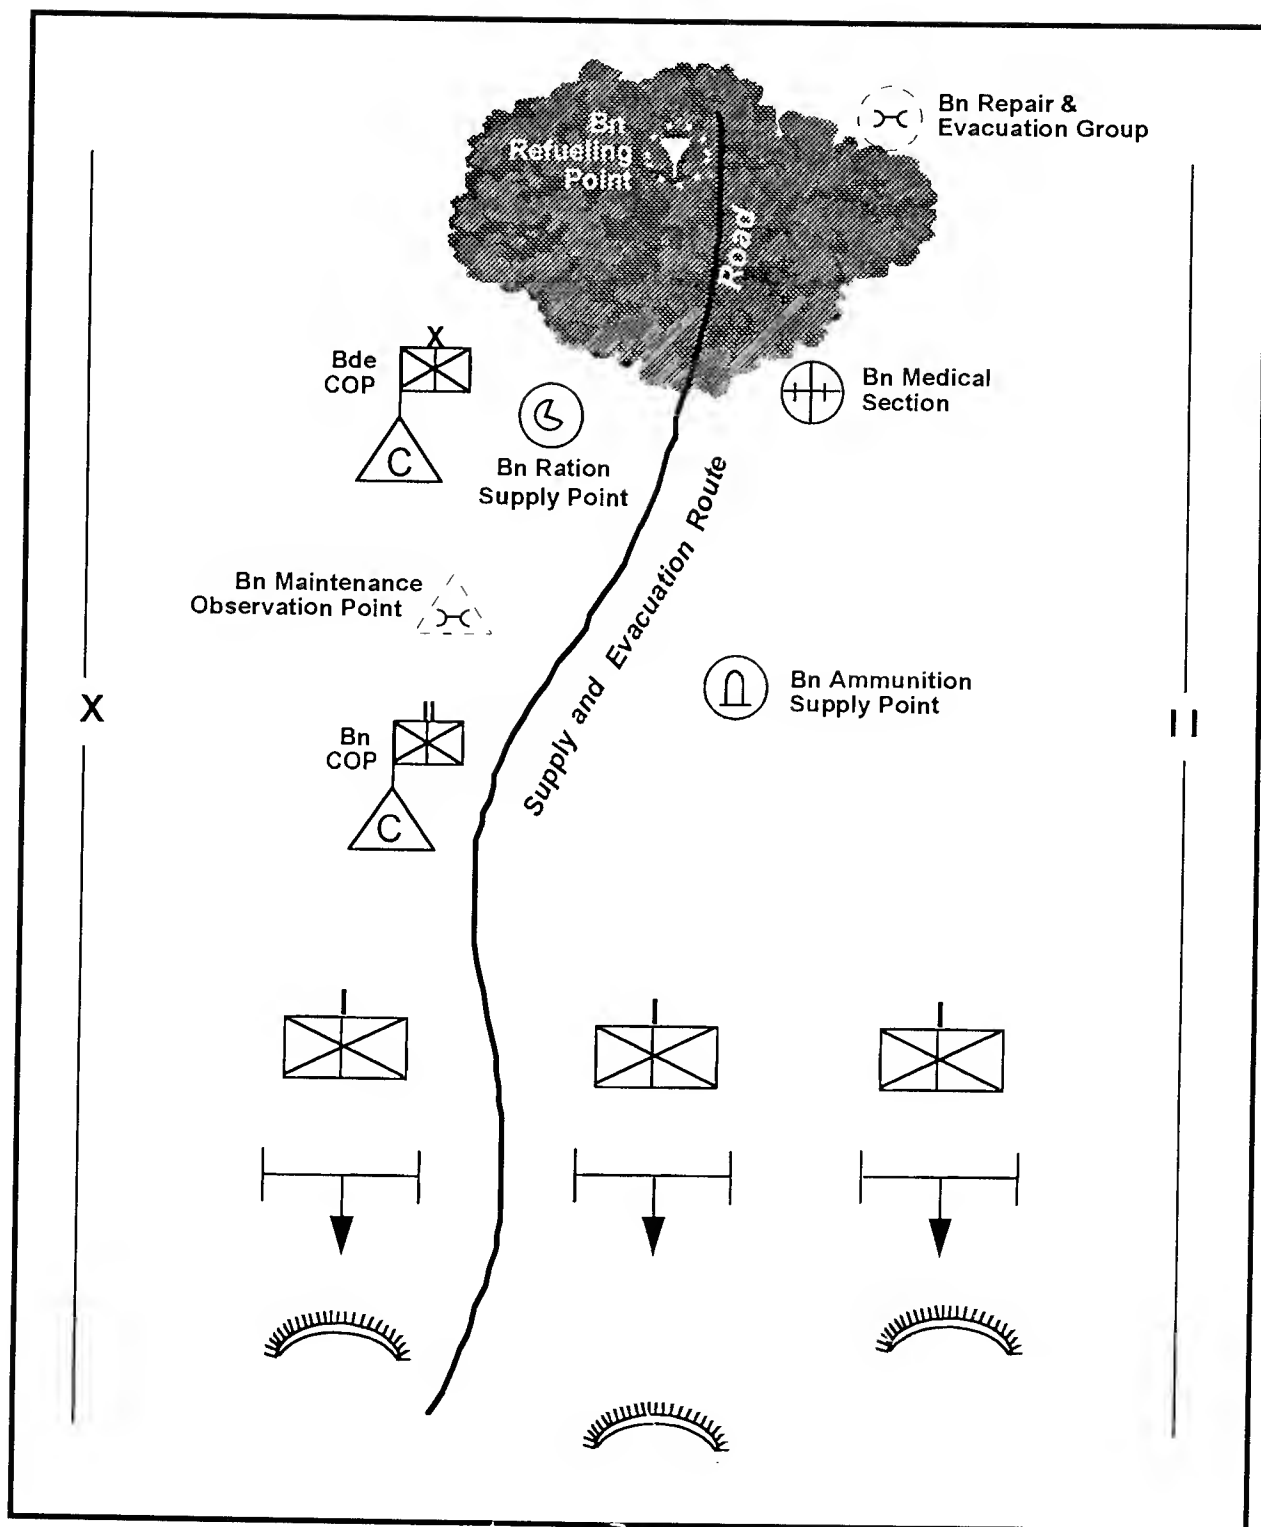 Bn Repair &
Evacuation Group
Bn
Refueling
Point
Road
X
Bde
COP
C
Bn Medical
Section
Bn Ration
Supply Point
Supply and Evacuation Route
Bn Maintenance
Observation Point
Bn Ammunition
Supply Point
X
II
II
Bn
COP
C
I
I
I